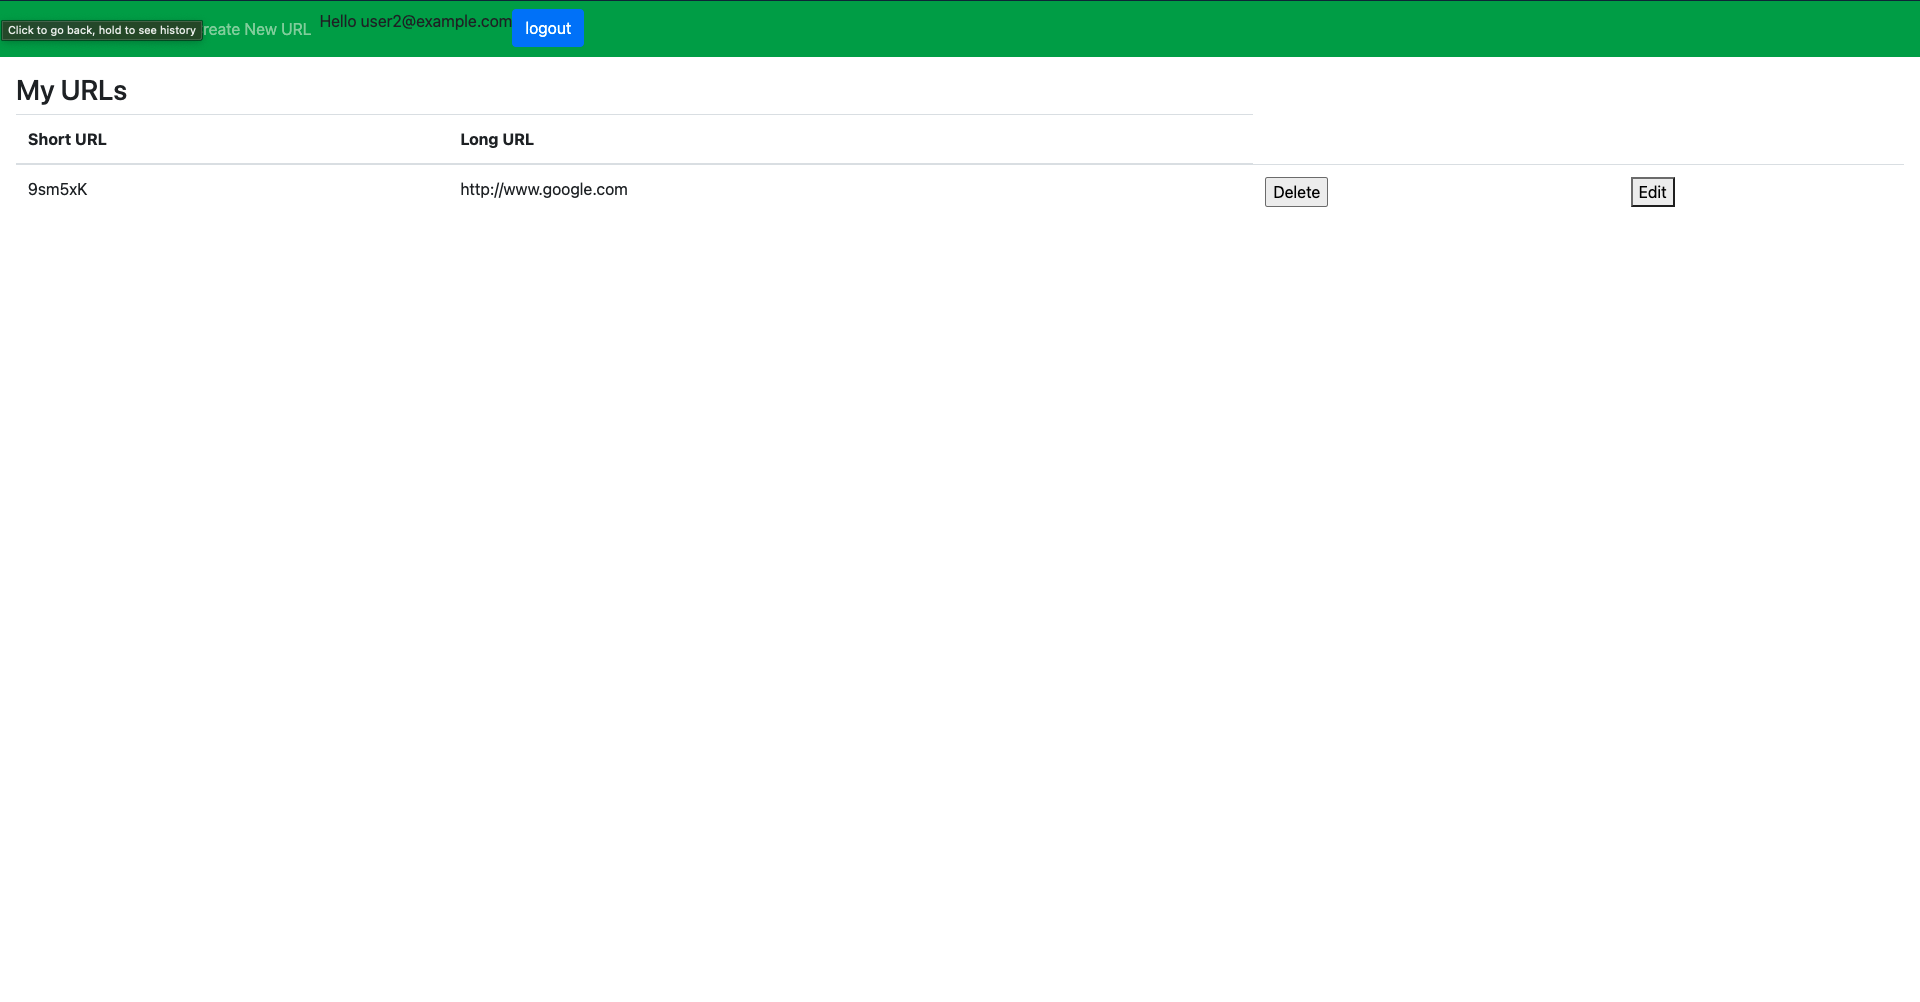 Click to go back, hold to see history reate New URL Hello user2@example.com logout
My URLs
Short URL Long URL
9sm5xK http://www.google.com Delete Edit